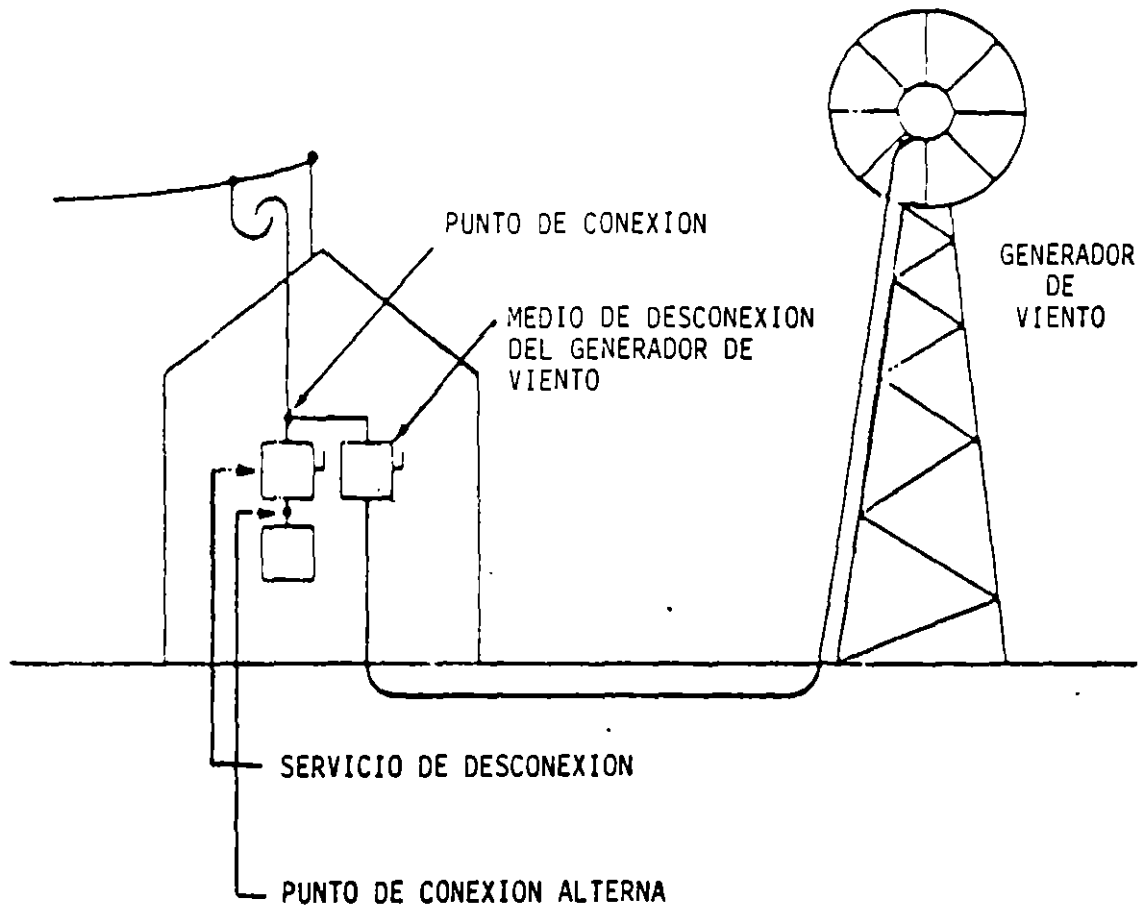 PUNTO DE CONEXION
GENERADOR
DE
VIENTO
MEDIO DE DESCONEXION
DEL GENERADOR DE
VIENTO
SERVICIO DE DESCONEXION
PUNTO DE CONEXION ALTERNA